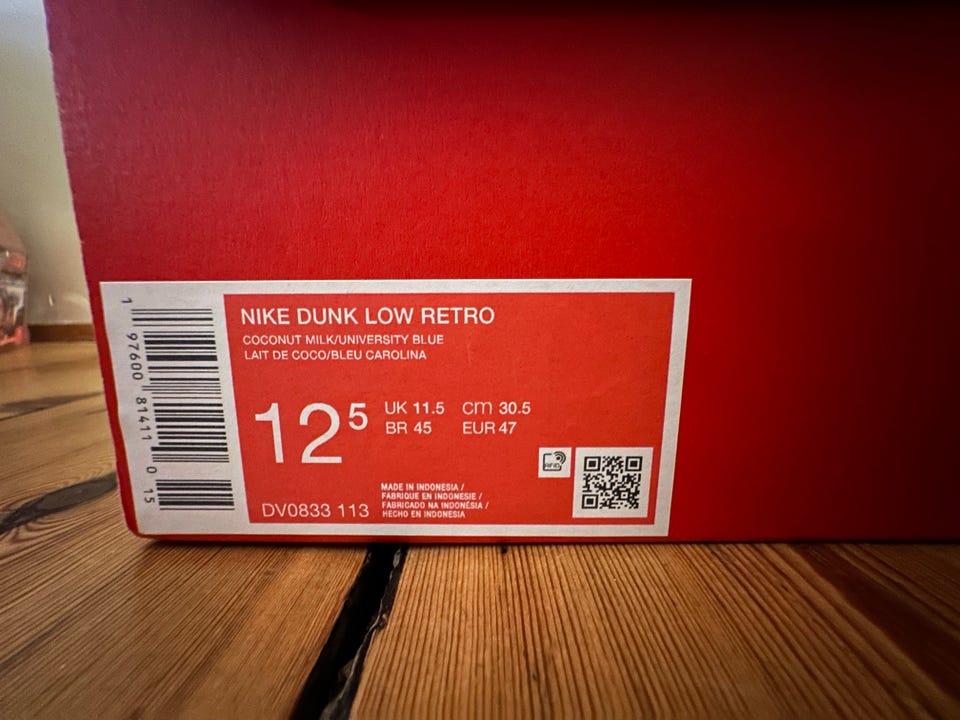 NIKE DUNK LOW RETRO
COCONUT MILK/UNIVERSITY BLUE
LAIT DE COCO/BLEU CAROLINA
12⁵
UK 11.5 cm 30.5
BR 45 EUR 47
RFID
MADE IN INDONESIA /
FABRIQUE EN INDONESIE /
FABRICADO NA INDONÉSIA /
HECHO EN INDONESIA
DV0833 113
1 97600 81411 0 15